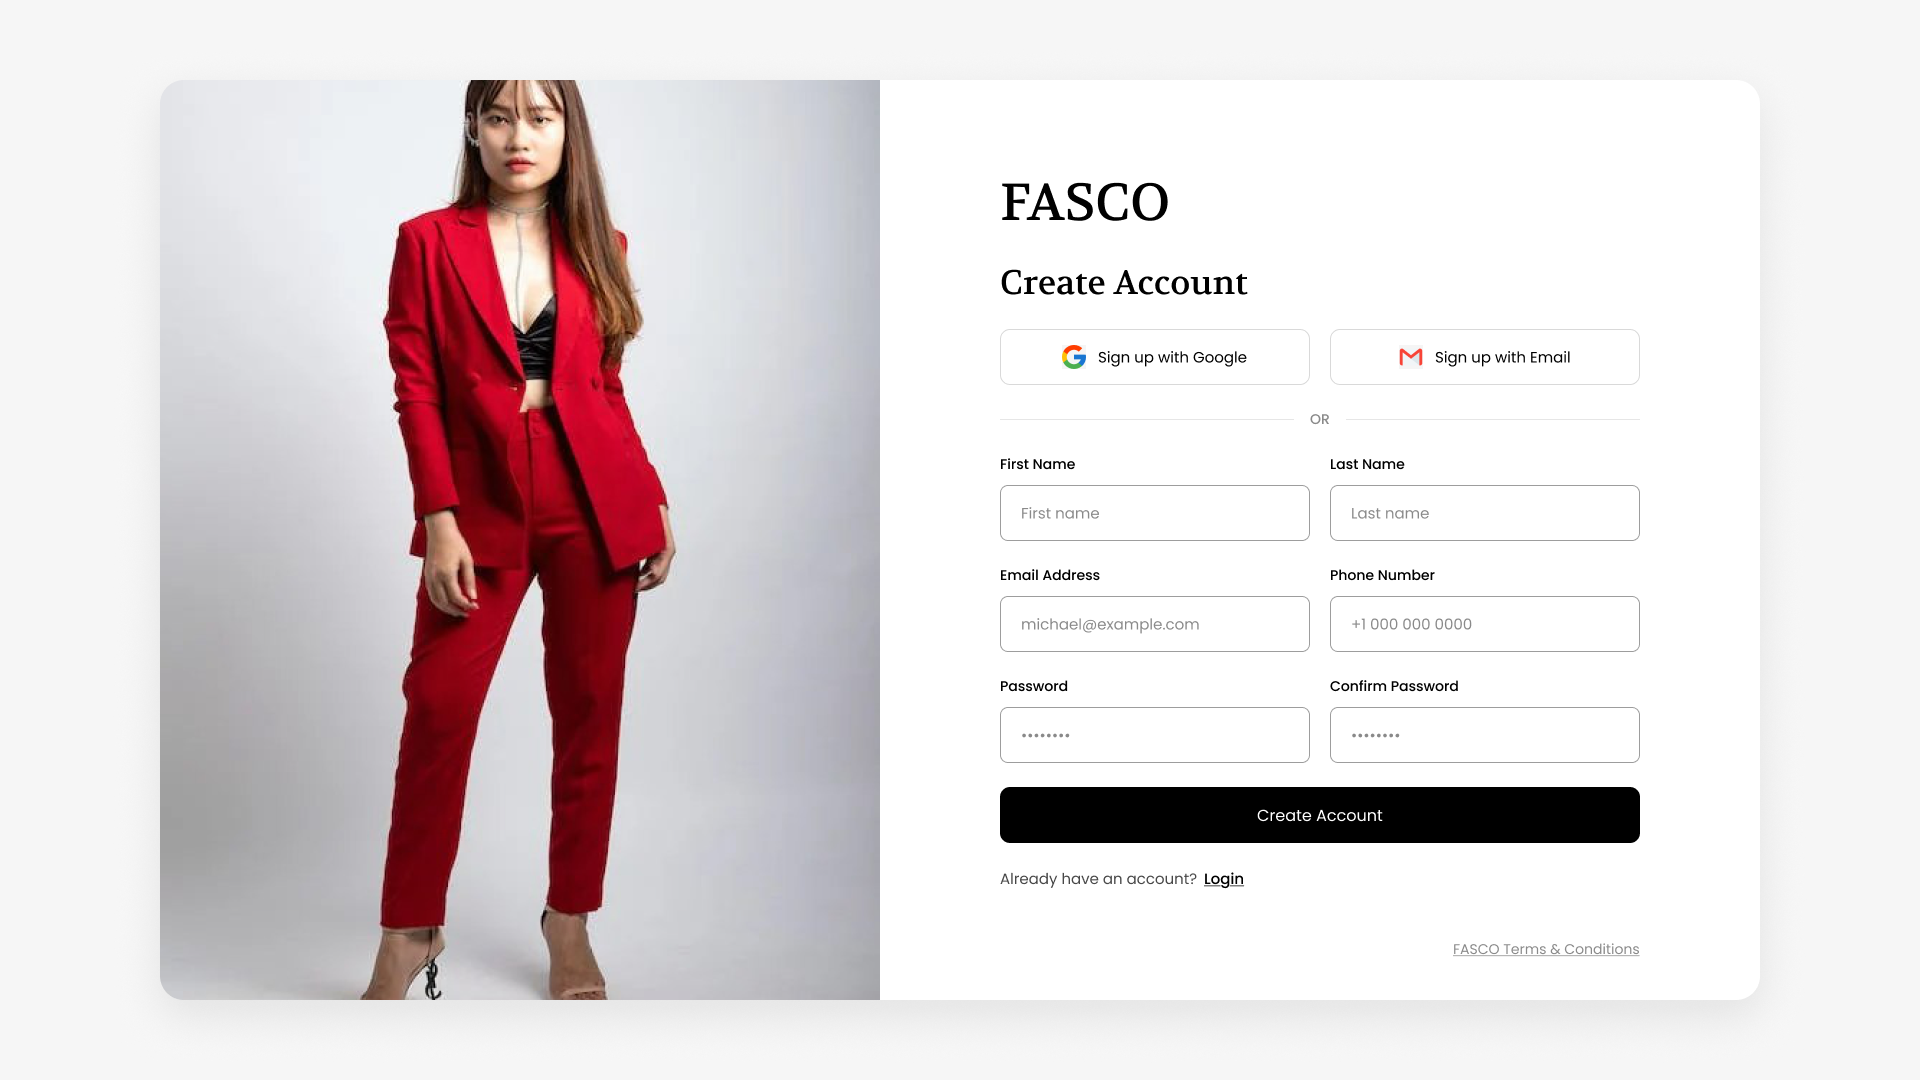 FASCO
Create Account
Sign up with Google
Sign up with Email
OR
First Name
Last Name
First name
Last name
Email Address
Phone Number
michael@example.com
+1 000 000 0000
Password
Confirm Password
••••••••
••••••••
Create Account
Already have an account? Login
FASCO Terms & Conditions